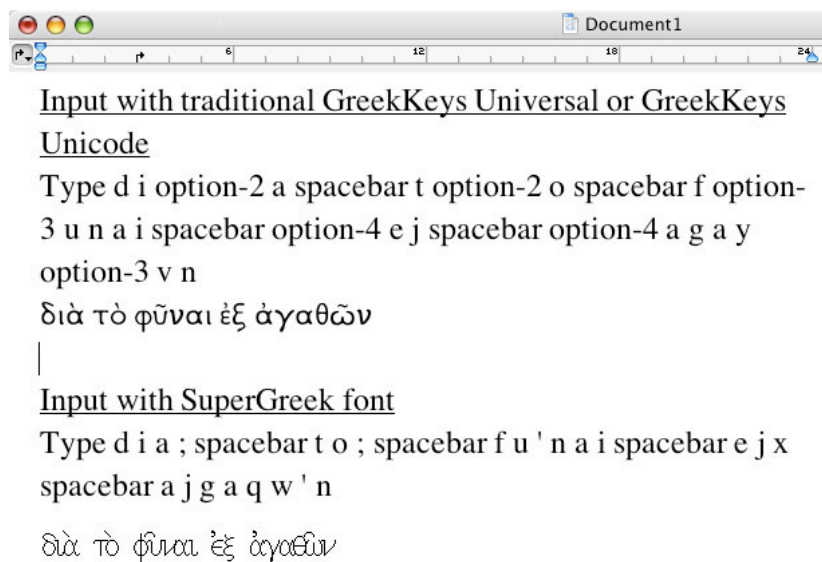 Document1
6 12 18 24
Input with traditional GreekKeys Universal or GreekKeys
Unicode
Type d i option-2 a spacebar t option-2 o spacebar f option-
3 u n a i spacebar option-4 e j spacebar option-4 a g a y
option-3 v n
διὰ τὸ φῦναι ἐξ ἀγαθῶν
Input with SuperGreek font
Type d i a ; spacebar t o ; spacebar f u ' n a i spacebar e j x
spacebar a j g a q w ' n
διὰ τὸ φῦναι ἐξ ἀγαθῶν